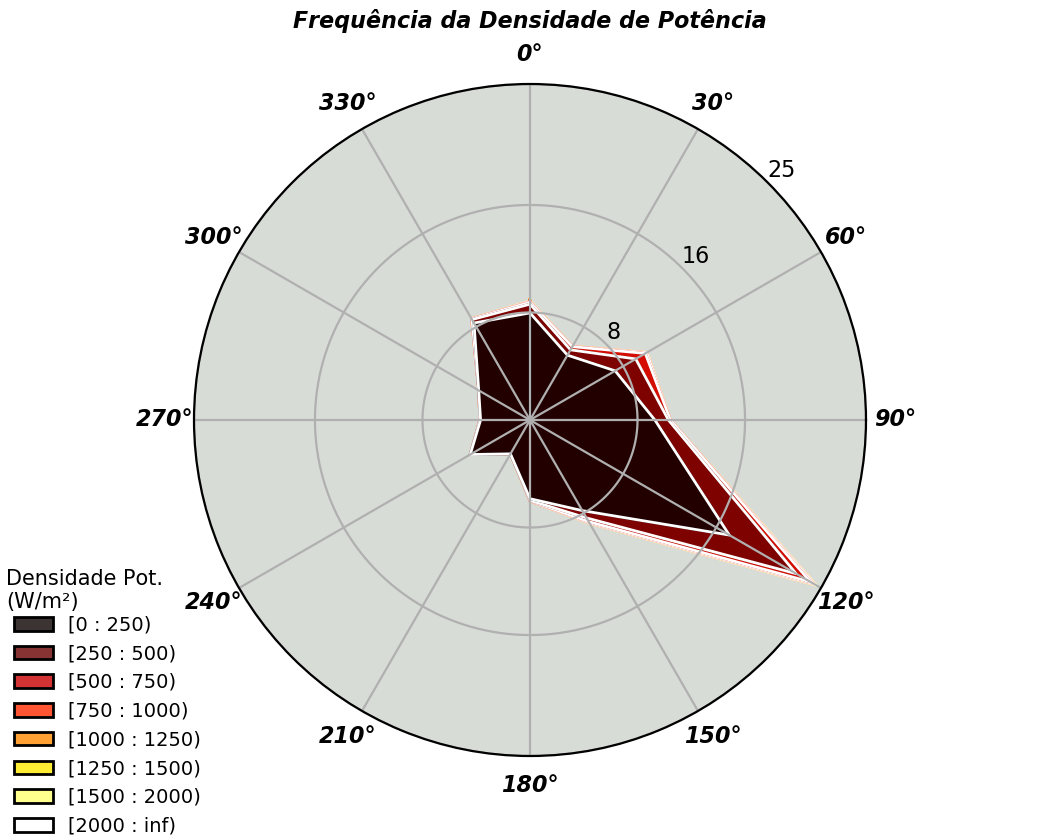 Frequência da Densidade de Potência
0°
330°
30°
25
300°
60°
16
8
270°
90°
Densidade Pot.
(W/m²)
240°
120°
[0 : 250)
[250 : 500)
[500 : 750)
[750 : 1000)
210°
150°
[1000 : 1250)
[1250 : 1500)
180°
[1500 : 2000)
[2000 : inf)